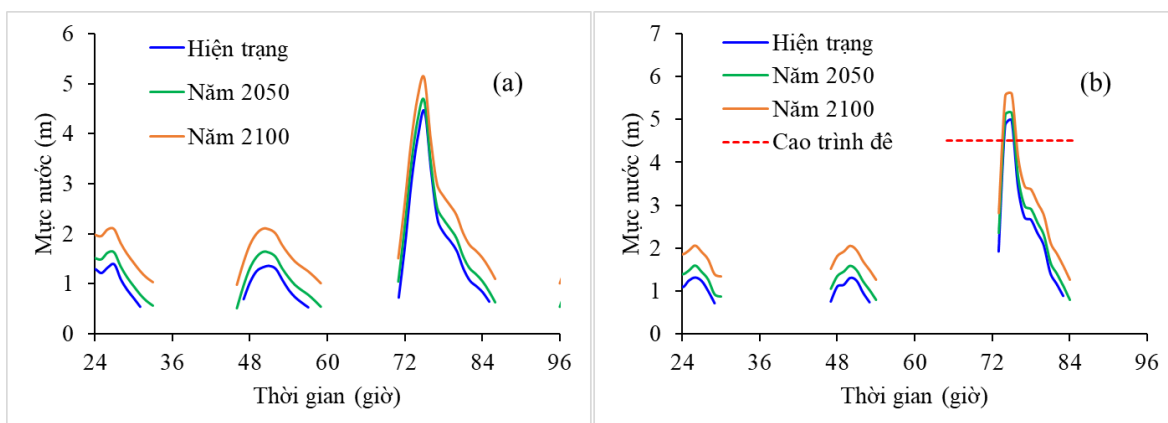 6
5
4
3
2
1
0
Mực nước (m)
Hiện trạng
Năm 2050
Năm 2100
(a)
24 36 48 60 72 84 96
Thời gian (giờ)
7
6
5
4
3
2
1
0
Mực nước (m)
Hiện trạng
Năm 2050
Năm 2100
Cao trình đê
(b)
24 36 48 60 72 84 96
Thời gian (giờ)